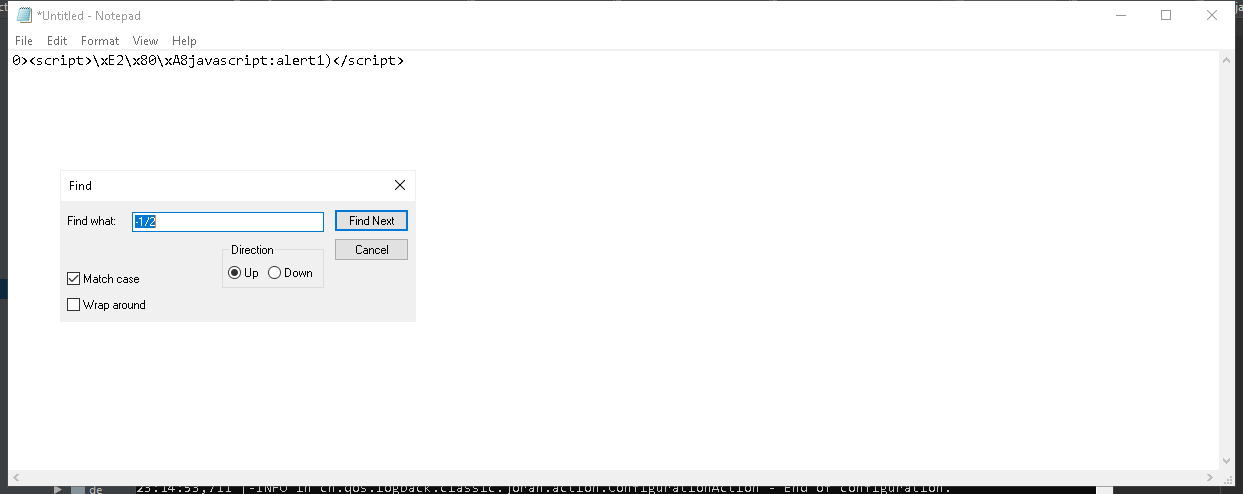 *Untitled - Notepad
File Edit Format View Help
0><script>\xE2\x80\xA8javascript:alert1)</script>
Find
Find what: -1/2 Find Next
Direction Cancel
Up Down
Match case
Wrap around
de 23:14:53,711 |-INFO in ch.qos.logback.classic.joran.action.ConfigurationAction - End of configuration.